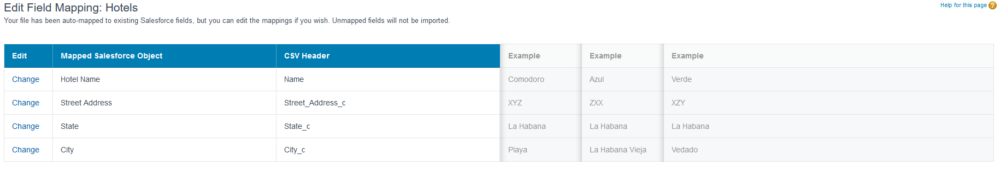 Edit Field Mapping: Hotels
Help for this page ?
Your file has been auto-mapped to existing Salesforce fields, but you can edit the mappings if you wish. Unmapped fields will not be imported.
Edit Mapped Salesforce Object CSV Header Example Example Example
Change Hotel Name Name Comodoro Azul Verde
Change Street Address Street_Address_c XYZ ZXX XZY
Change State State_c La Habana La Habana La Habana
Change City City_c Playa La Habana Vieja Vedado